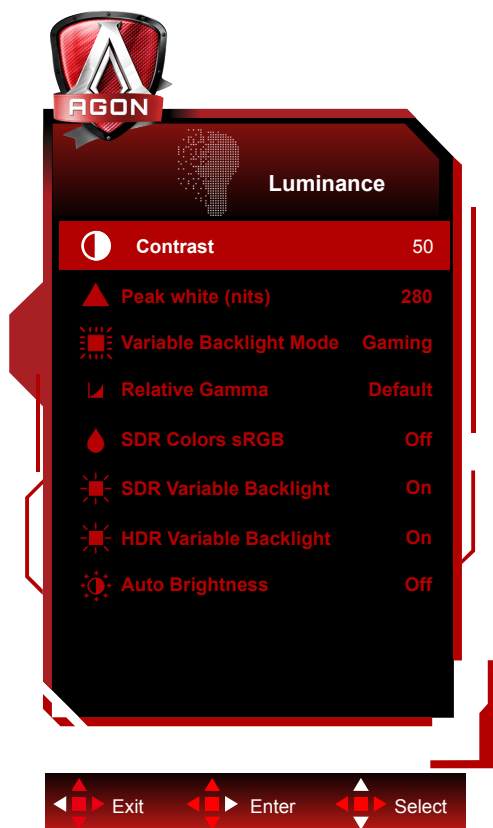 AGON
Luminance
Contrast 50
Peak white (nits) 280
Variable Backlight Mode Gaming
Relative Gamma Default
SDR Colors sRGB Off
SDR Variable Backlight On
HDR Variable Backlight On
Auto Brightness Off
Exit Enter Select